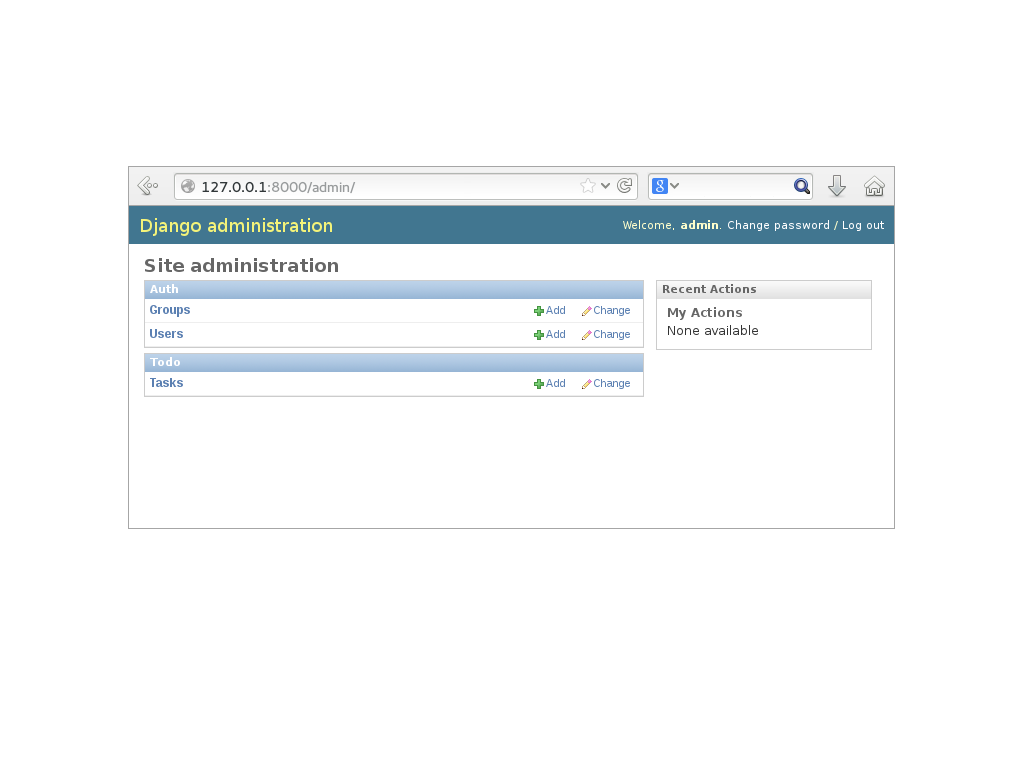 127.0.0.1:8000/admin/
8
Django administration
Welcome, admin. Change password / Log out
Site administration
Auth
Groups Add Change
Users Add Change
Todo
Tasks Add Change
Recent Actions
My Actions
None available